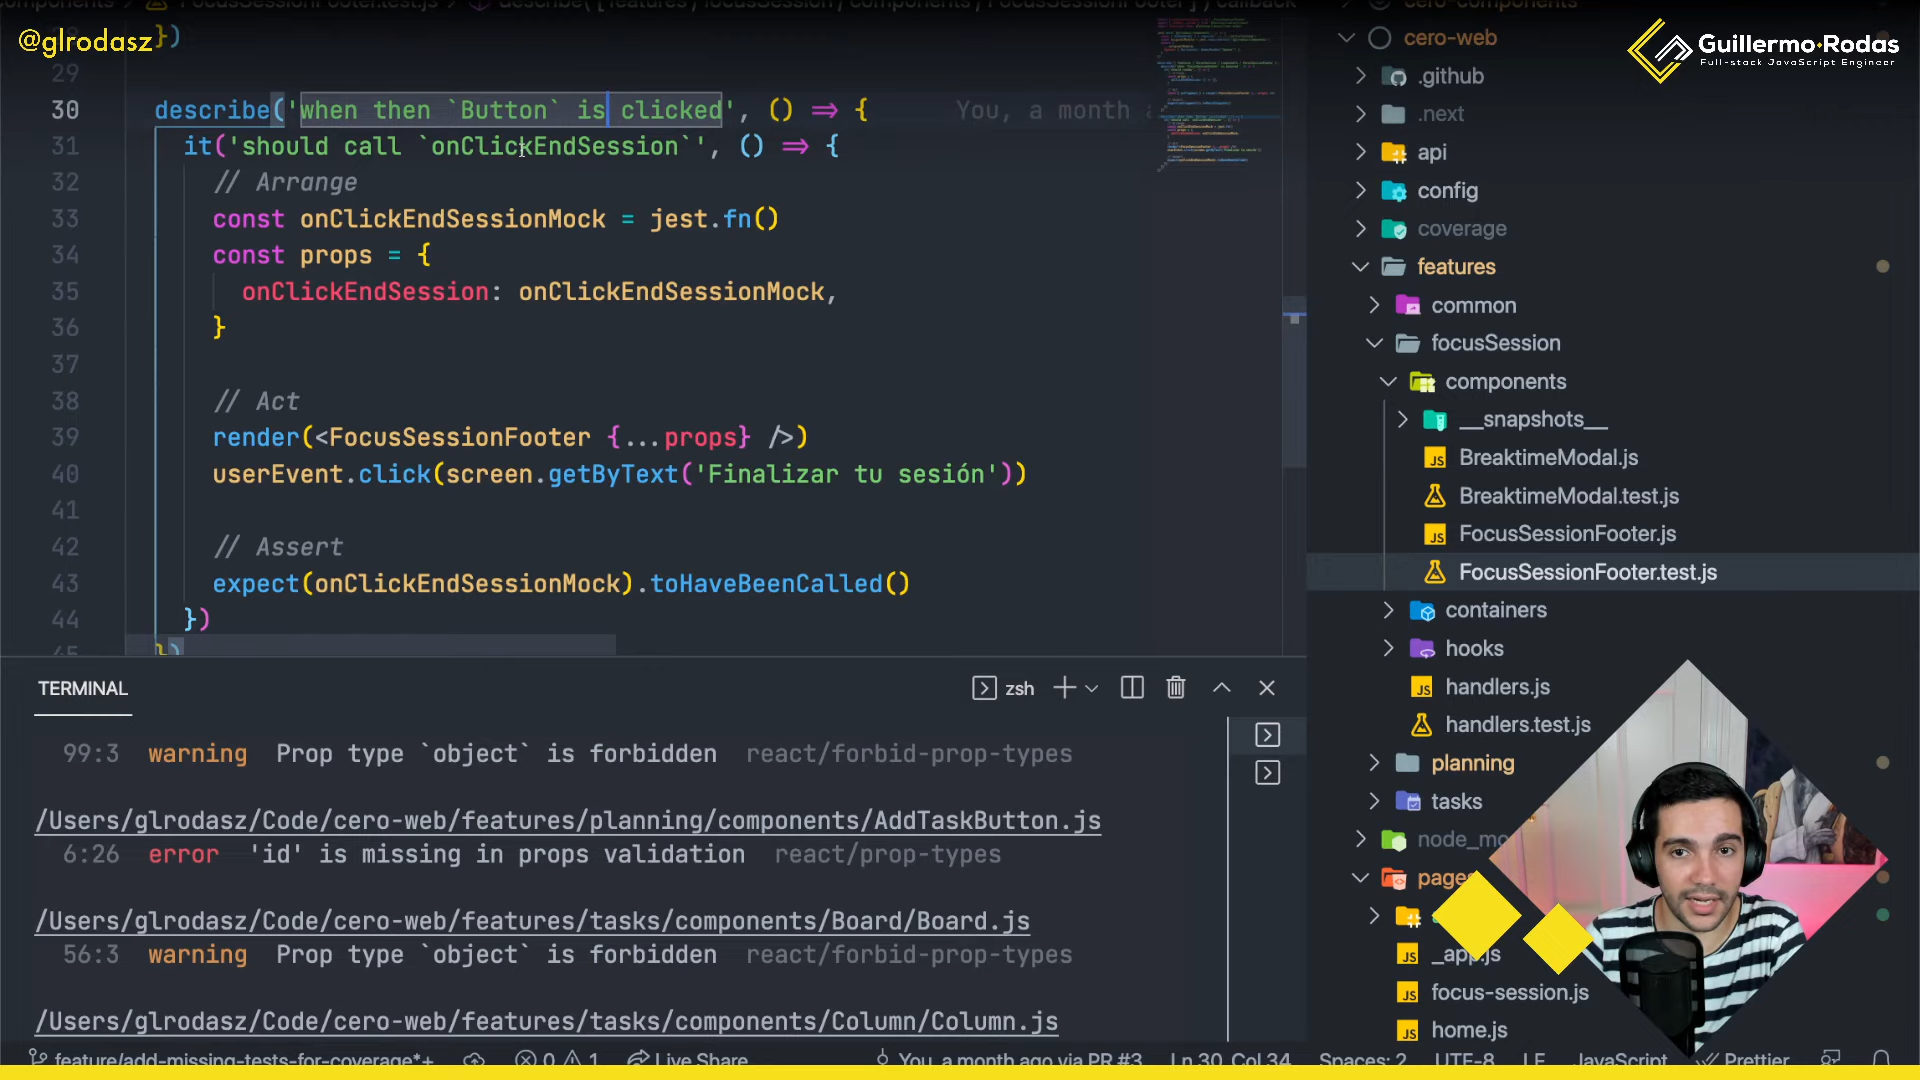 @glrodasz
Guillermo Rodas
Full-stack JavaScript Engineer
})
29
30 describe('when then `Button` is clicked', () => { You, a month
31 it('should call `onClickEndSession`', () => {
32 // Arrange
33 const onClickEndSessionMock = jest.fn()
34 const props = {
35 onClickEndSession: onClickEndSessionMock,
36 }
37
38 // Act
39 render(<FocusSessionFooter {...props} />)
40 userEvent.click(screen.getByText('Finalizar tu sesión'))
41
42 // Assert
43 expect(onClickEndSessionMock).toHaveBeenCalled()
44 })
45 })
TERMINAL
zsh
99:3 warning Prop type `object` is forbidden react/forbid-prop-types
/Users/glrodasz/Code/cero-web/features/planning/components/AddTaskButton.js
6:26 error 'id' is missing in props validation react/prop-types
/Users/glrodasz/Code/cero-web/features/tasks/components/Board/Board.js
56:3 warning Prop type `object` is forbidden react/forbid-prop-types
/Users/glrodasz/Code/cero-web/features/tasks/components/Column/Column.js
feature/add-missing-tests-for-coverage*+ 0 1 Live Share You, a month ago via PR #3 Ln 30, Col 34 Spaces: 2 UTF-8 LF JavaScript Prettier
cero-components
cero-web
.github
.next
api
config
coverage
features
common
focusSession
components
__snapshots__
BreaktimeModal.js
BreaktimeModal.test.js
FocusSessionFooter.js
FocusSessionFooter.test.js
containers
hooks
handlers.js
handlers.test.js
planning
tasks
node_mo
pages
_app.js
focus-session.js
home.js